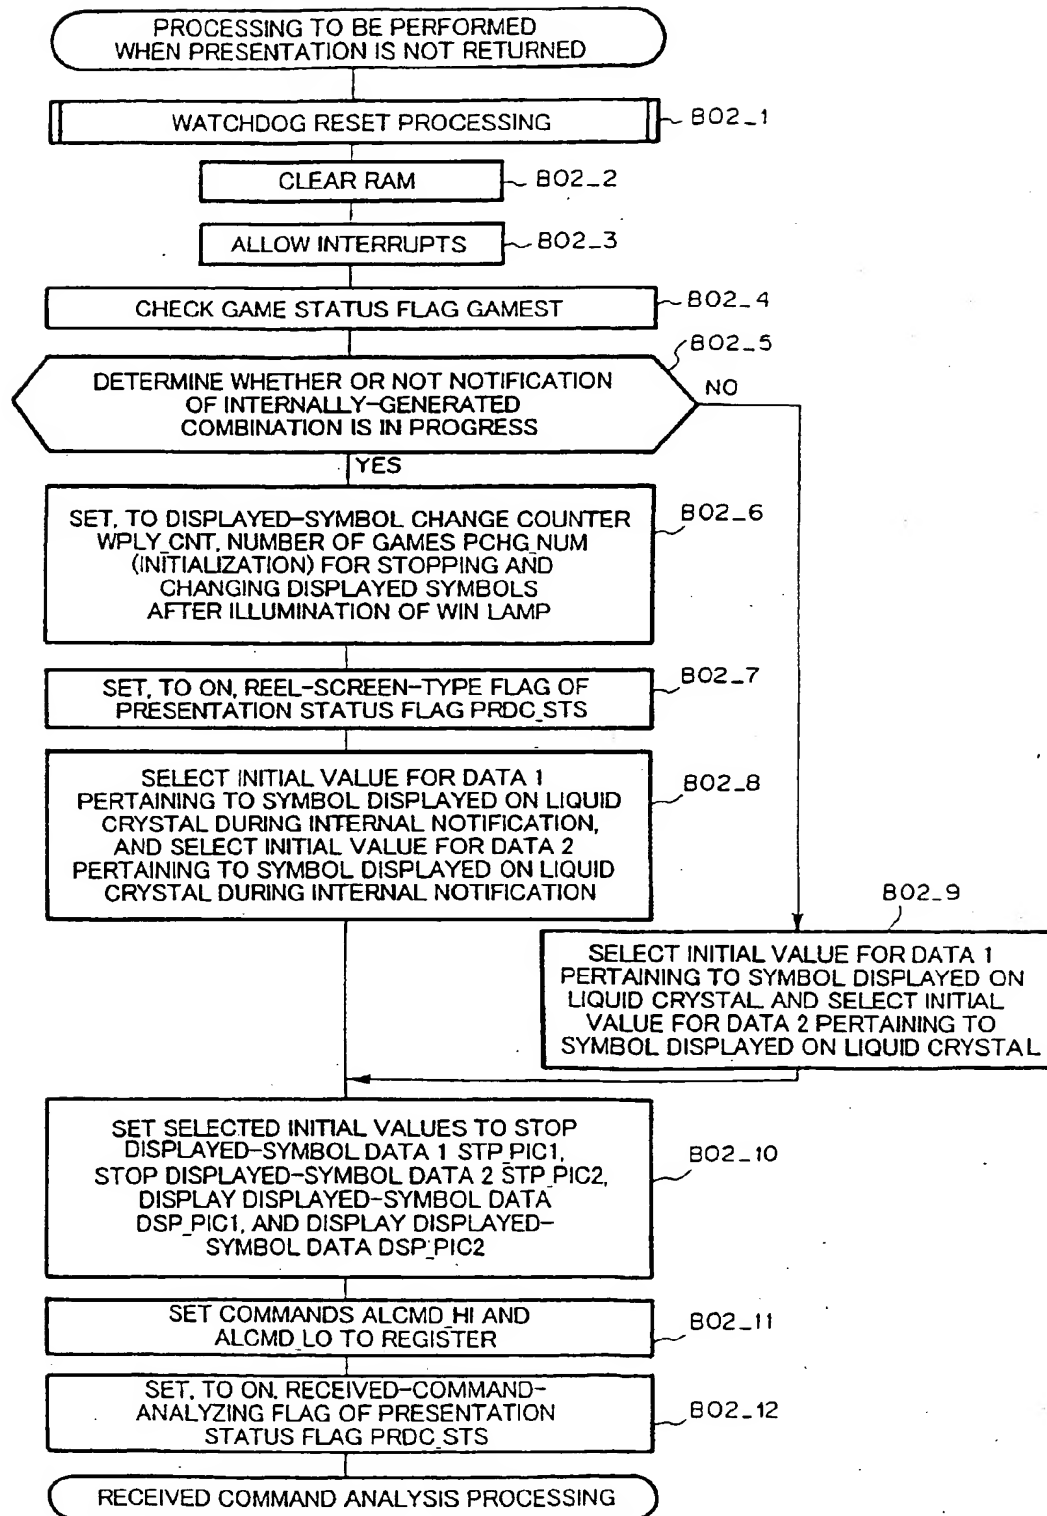 PROCESSING TO BE PERFORMED
WHEN PRESENTATION IS NOT RETURNED
WATCHDOG RESET PROCESSING
B02_1
CLEAR RAM
B02_2
ALLOW INTERRUPTS
B02_3
CHECK GAME STATUS FLAG GAMEST
B02_4
B02_5
DETERMINE WHETHER OR NOT NOTIFICATION
OF INTERNALLY-GENERATED
COMBINATION IS IN PROGRESS
NO
YES
SET, TO DISPLAYED-SYMBOL CHANGE COUNTER
WPLY_CNT, NUMBER OF GAMES PCHG_NUM
(INITIALIZATION) FOR STOPPING AND
CHANGING DISPLAYED SYMBOLS
AFTER ILLUMINATION OF WIN LAMP
B02_6
SET, TO ON, REEL-SCREEN-TYPE FLAG OF
PRESENTATION STATUS FLAG PRDC_STS
B02_7
SELECT INITIAL VALUE FOR DATA 1
PERTAINING TO SYMBOL DISPLAYED ON LIQUID
CRYSTAL DURING INTERNAL NOTIFICATION,
AND SELECT INITIAL VALUE FOR DATA 2
PERTAINING TO SYMBOL DISPLAYED ON LIQUID
CRYSTAL DURING INTERNAL NOTIFICATION
B02_8
B02_9
SELECT INITIAL VALUE FOR DATA 1
PERTAINING TO SYMBOL DISPLAYED ON
LIQUID CRYSTAL AND SELECT INITIAL
VALUE FOR DATA 2 PERTAINING TO
SYMBOL DISPLAYED ON LIQUID CRYSTAL
SET SELECTED INITIAL VALUES TO STOP
DISPLAYED-SYMBOL DATA 1 STP_PIC1,
STOP DISPLAYED-SYMBOL DATA 2 STP_PIC2,
DISPLAY DISPLAYED-SYMBOL DATA
DSP_PIC1, AND DISPLAY DISPLAYED-
SYMBOL DATA DSP_PIC2
B02_10
SET COMMANDS ALCMD_HI AND
ALCMD_LO TO REGISTER
B02_11
SET, TO ON, RECEIVED-COMMAND-
ANALYZING FLAG OF PRESENTATION
STATUS FLAG PRDC_STS
B02_12
RECEIVED COMMAND ANALYSIS PROCESSING